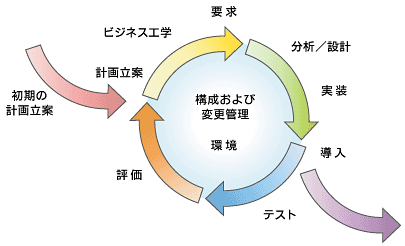 要求
ビジネス工学
分析／設計
計画立案
実装
初期の
計画立案
構成および
変更管理
環境
導入
評価
テスト